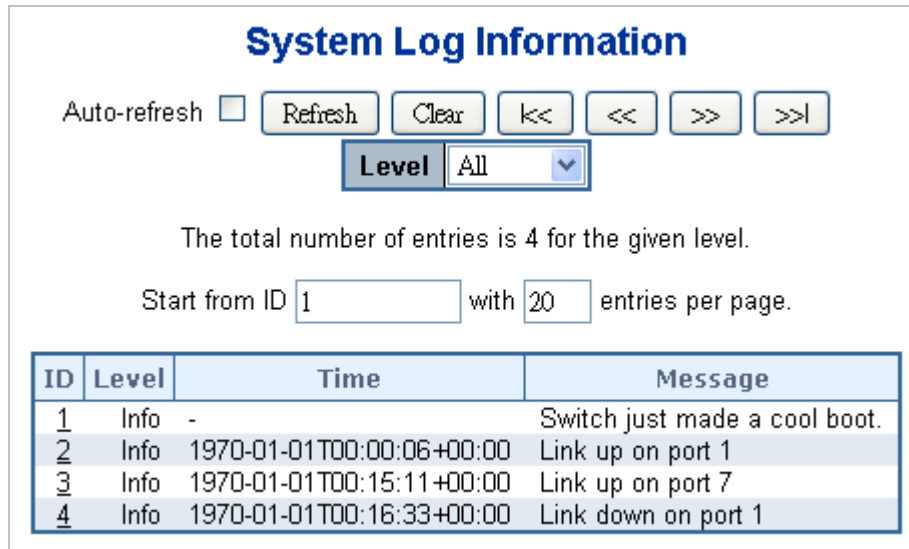 System Log Information
Auto-refresh Refresh Clear |<< << >> >>|
Level All
The total number of entries is 4 for the given level.
Start from ID 1 with 20 entries per page.
ID Level Time Message
1 Info - Switch just made a cool boot.
2 Info 1970-01-01T00:00:06+00:00 Link up on port 1
3 Info 1970-01-01T00:15:11+00:00 Link up on port 7
4 Info 1970-01-01T00:16:33+00:00 Link down on port 1